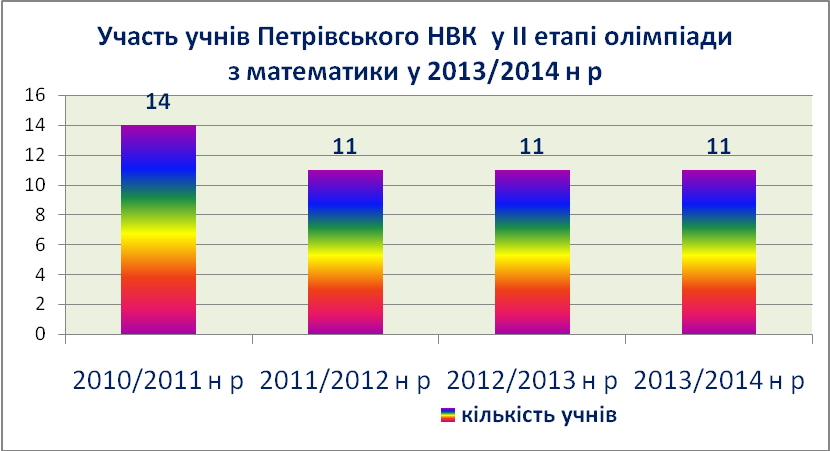 Участь учнів Петрівського НВК у ІІ етапі олімпіади
з математики у 2013/2014 н р
16
14
12
10
8
6
4
2
0
14
11
11
11
2010/2011 н р
2011/2012 н р
2012/2013 н р
2013/2014 н р
кількість учнів